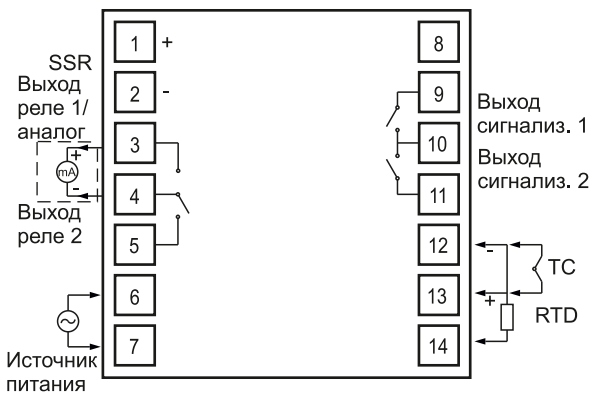 1 +
SSR
2 -
Выход
реле 1/
аналог
3
+
mA
-
4
Выход
реле 2
5
6
7
Источник
питания
8
9
Выход
сигнализ. 1
10
Выход
сигнализ. 2
11
12
-
TC
13
+
RTD
14